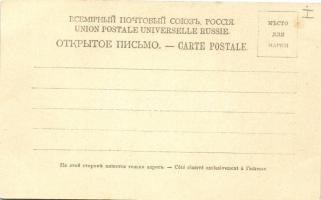 ВСЕМІРНЫЙ ПОЧТОВЫЙ СОЮЗЪ. РОССІЯ
UNION POSTALE UNIVERSELLE RUSSIE.
ОТКРЫТОЕ ПИСЬМО. — CARTE POSTALE.
МѢСТО
ДЛЯ
МАРКИ
На этой сторонѣ пишется только адресъ. — Côté réservé exclusivement à l'adresse